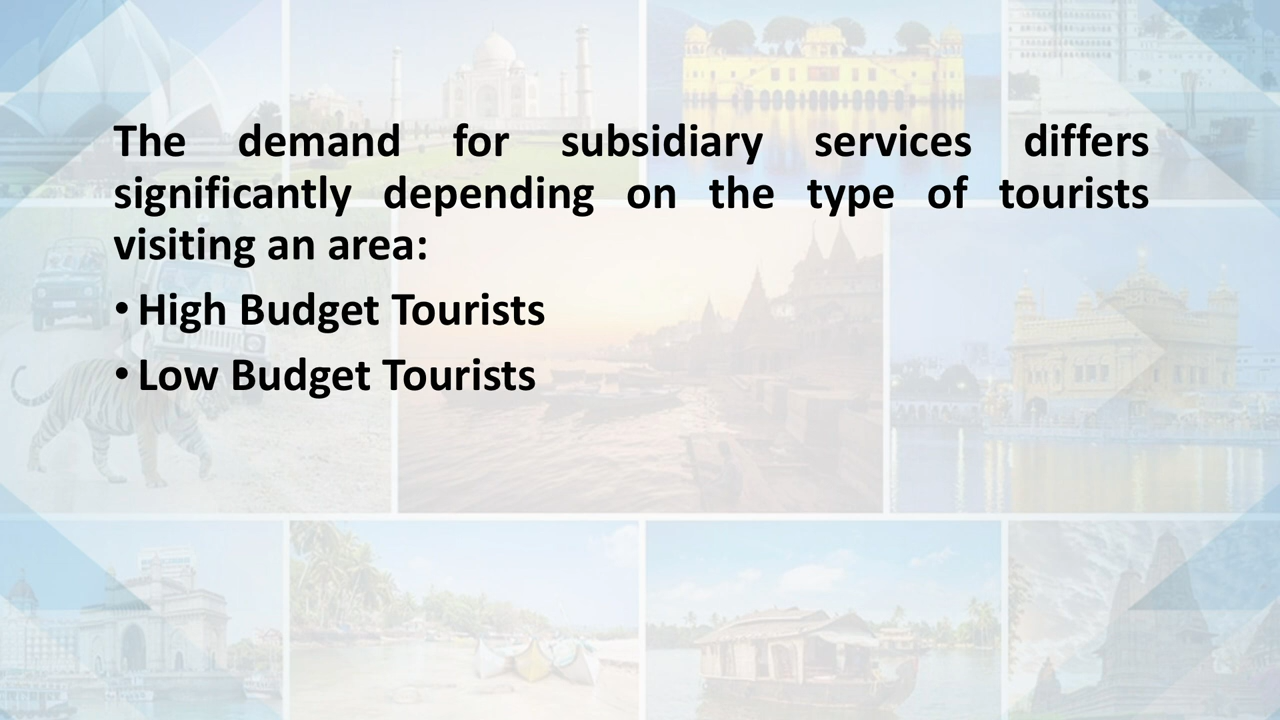 The demand for subsidiary services differs
significantly depending on the type of tourists
visiting an area:
• High Budget Tourists
• Low Budget Tourists